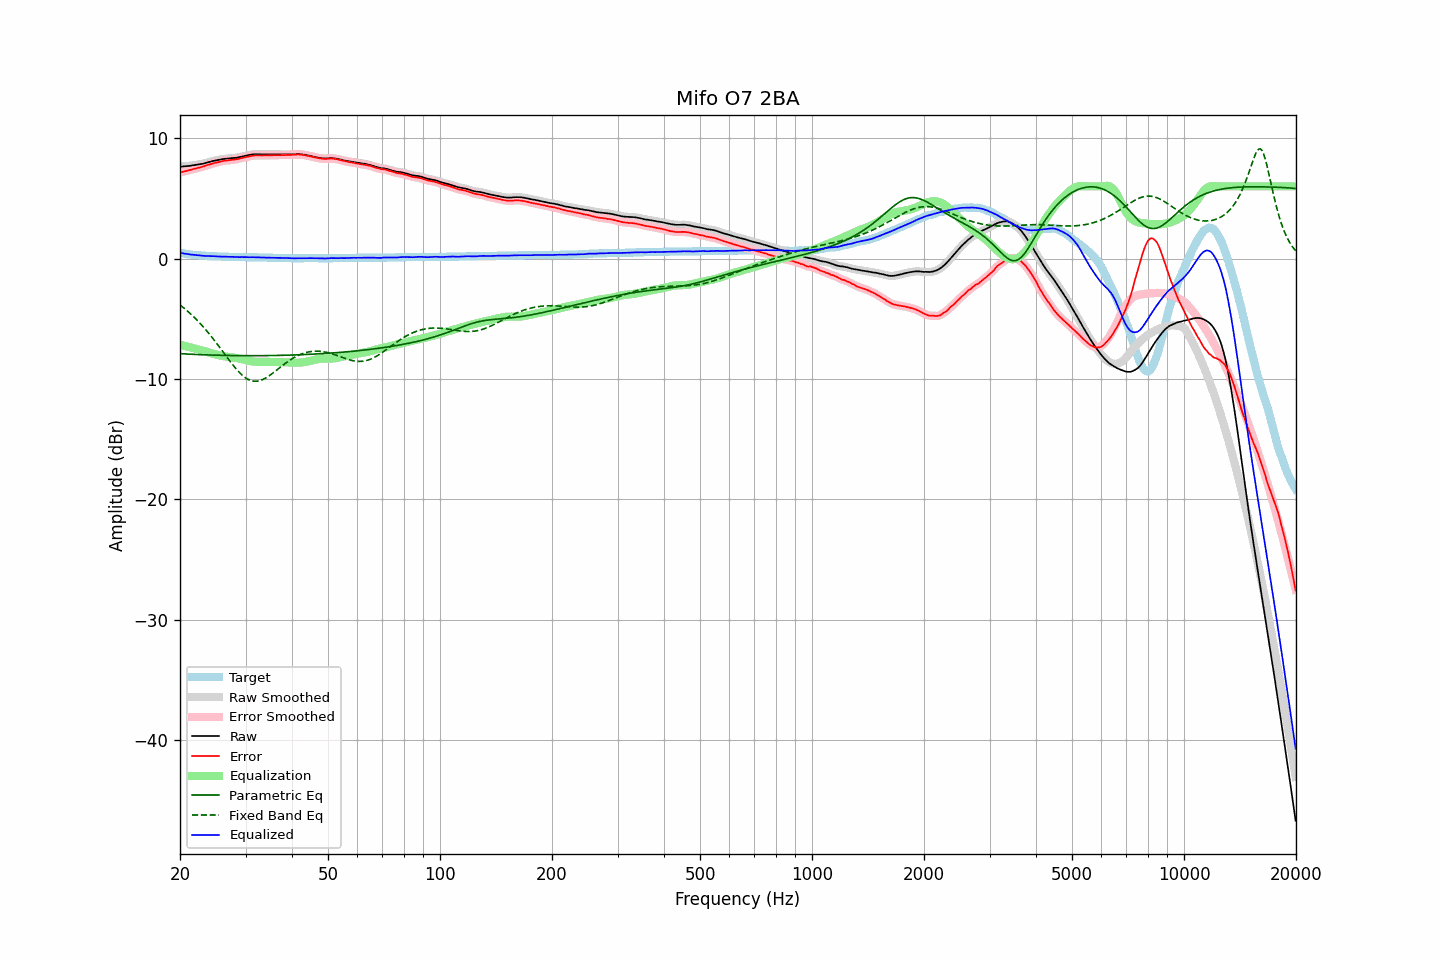 Mifo O7 2BA
10
0
−10
−20
−30
−40
Amplitude (dBr)
Target
Raw Smoothed
Error Smoothed
Raw
Error
Equalization
Parametric Eq
Fixed Band Eq
Equalized
20 50 100 200 500 1000 2000 5000 10000 20000
Frequency (Hz)